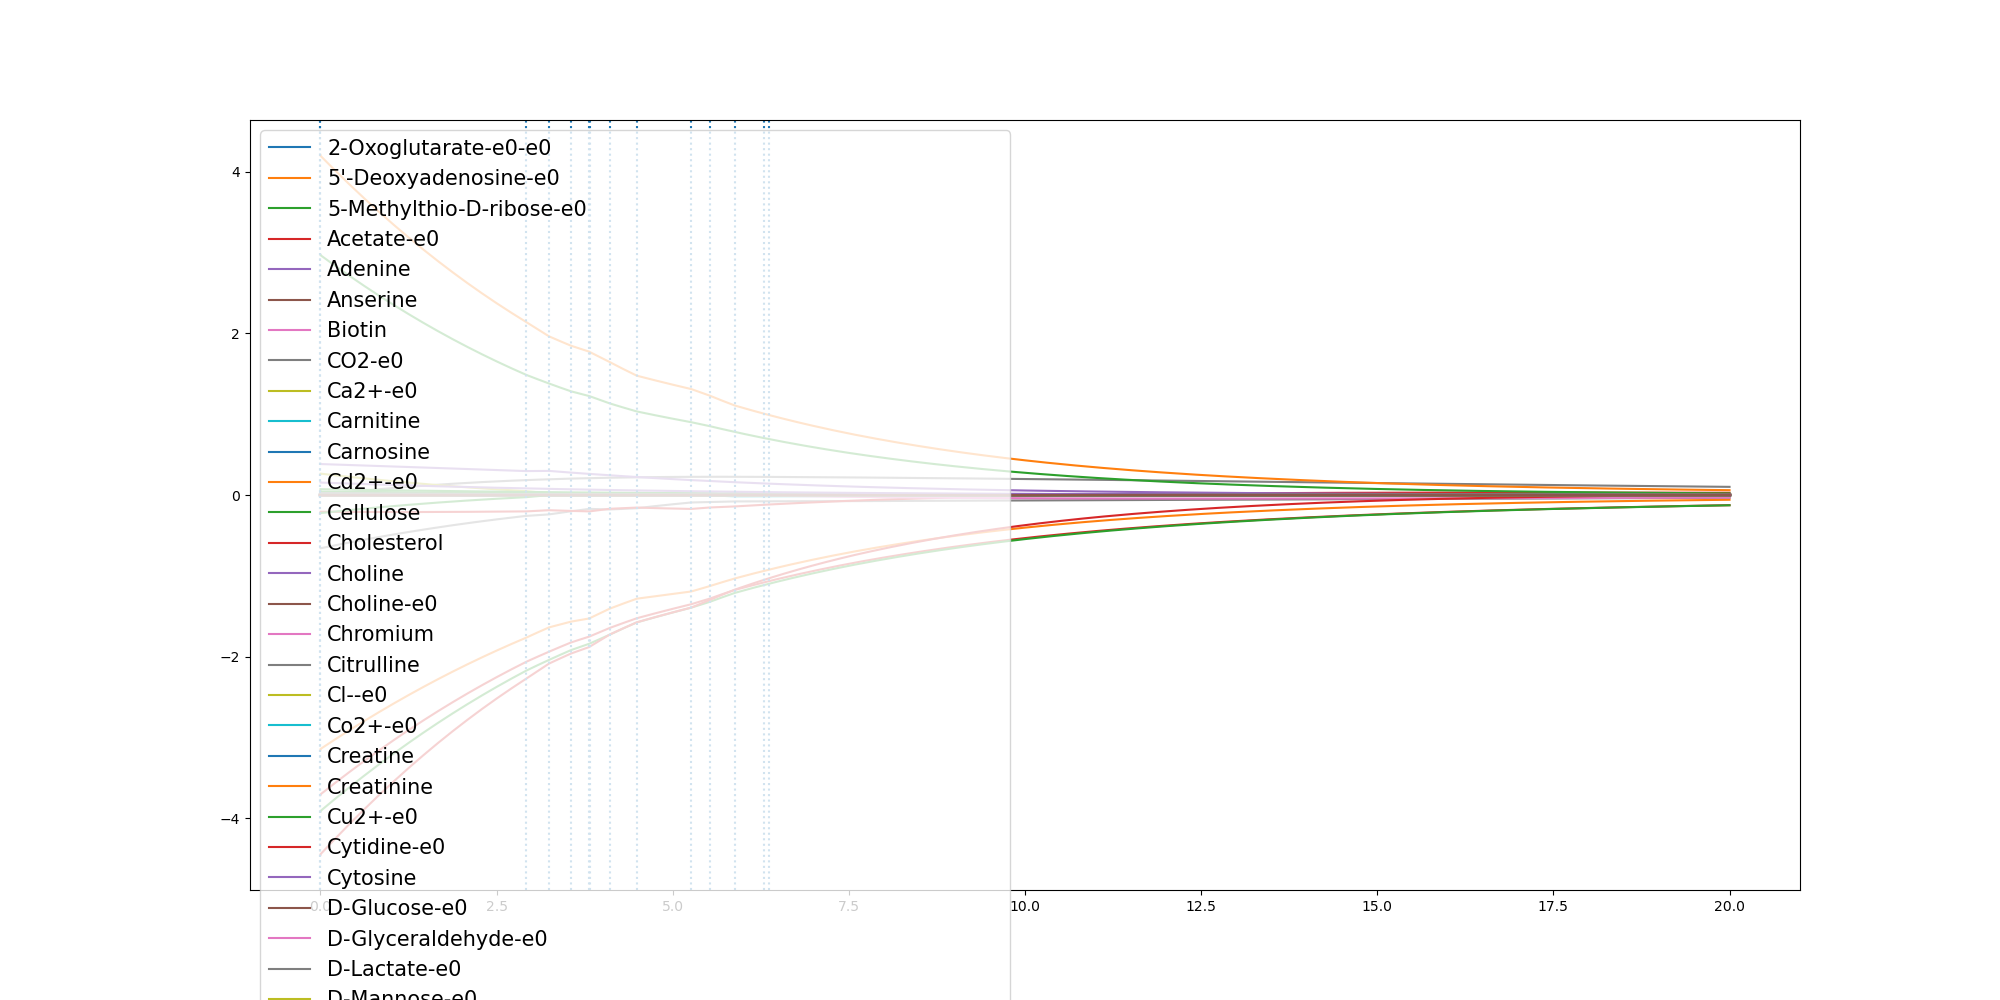 4
2
0
−2
−4
2-Oxoglutarate-e0-e0
5'-Deoxyadenosine-e0
5-Methylthio-D-ribose-e0
Acetate-e0
Adenine
Anserine
Biotin
CO2-e0
Ca2+-e0
Carnitine
Carnosine
Cd2+-e0
Cellulose
Cholesterol
Choline
Choline-e0
Chromium
Citrulline
Cl--e0
Co2+-e0
Creatine
Creatinine
Cu2+-e0
Cytidine-e0
Cytosine
D-Glucose-e0
D-Glyceraldehyde-e0
D-Lactate-e0
D-Mannose-e0
0.0 2.5 5.0 7.5 10.0 12.5 15.0 17.5 20.0